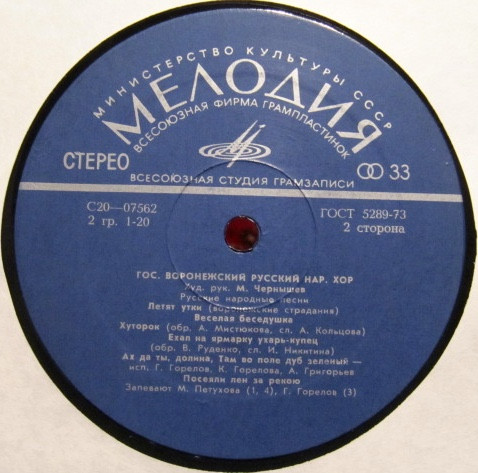 МИНИСТЕРСТВО КУЛЬТУРЫ СССР
МЕЛОДИЯ
ВСЕСОЮЗНАЯ ФИРМА ГРАМПЛАСТИНОК
СТЕРЕО
33
ВСЕСОЮЗНАЯ СТУДИЯ ГРАМЗАПИСИ
С20—07562
ГОСТ 5289-73
2 гр. 1-20
2 сторона
ГОС. ВОРОНЕЖСКИЙ РУССКИЙ НАР. ХОР
Худ. рук. М. Чернышев
Русские народные песни
Летят утки (воронежские страдания)
Веселая беседушка
Хуторок (обр. А. Мистюкова, сл. А. Кольцова)
Ехал на ярмарку ухарь-купец
(обр. В. Руденко, сл. И. Никитина)
Ах да ты, долина, Там во поле дуб зеленый —
исп. Г. Горелов, К. Горелова, А. Григорьев
Посеяли лен за рекою
Запевают М. Петухова (1, 4), Г. Горелов (3)